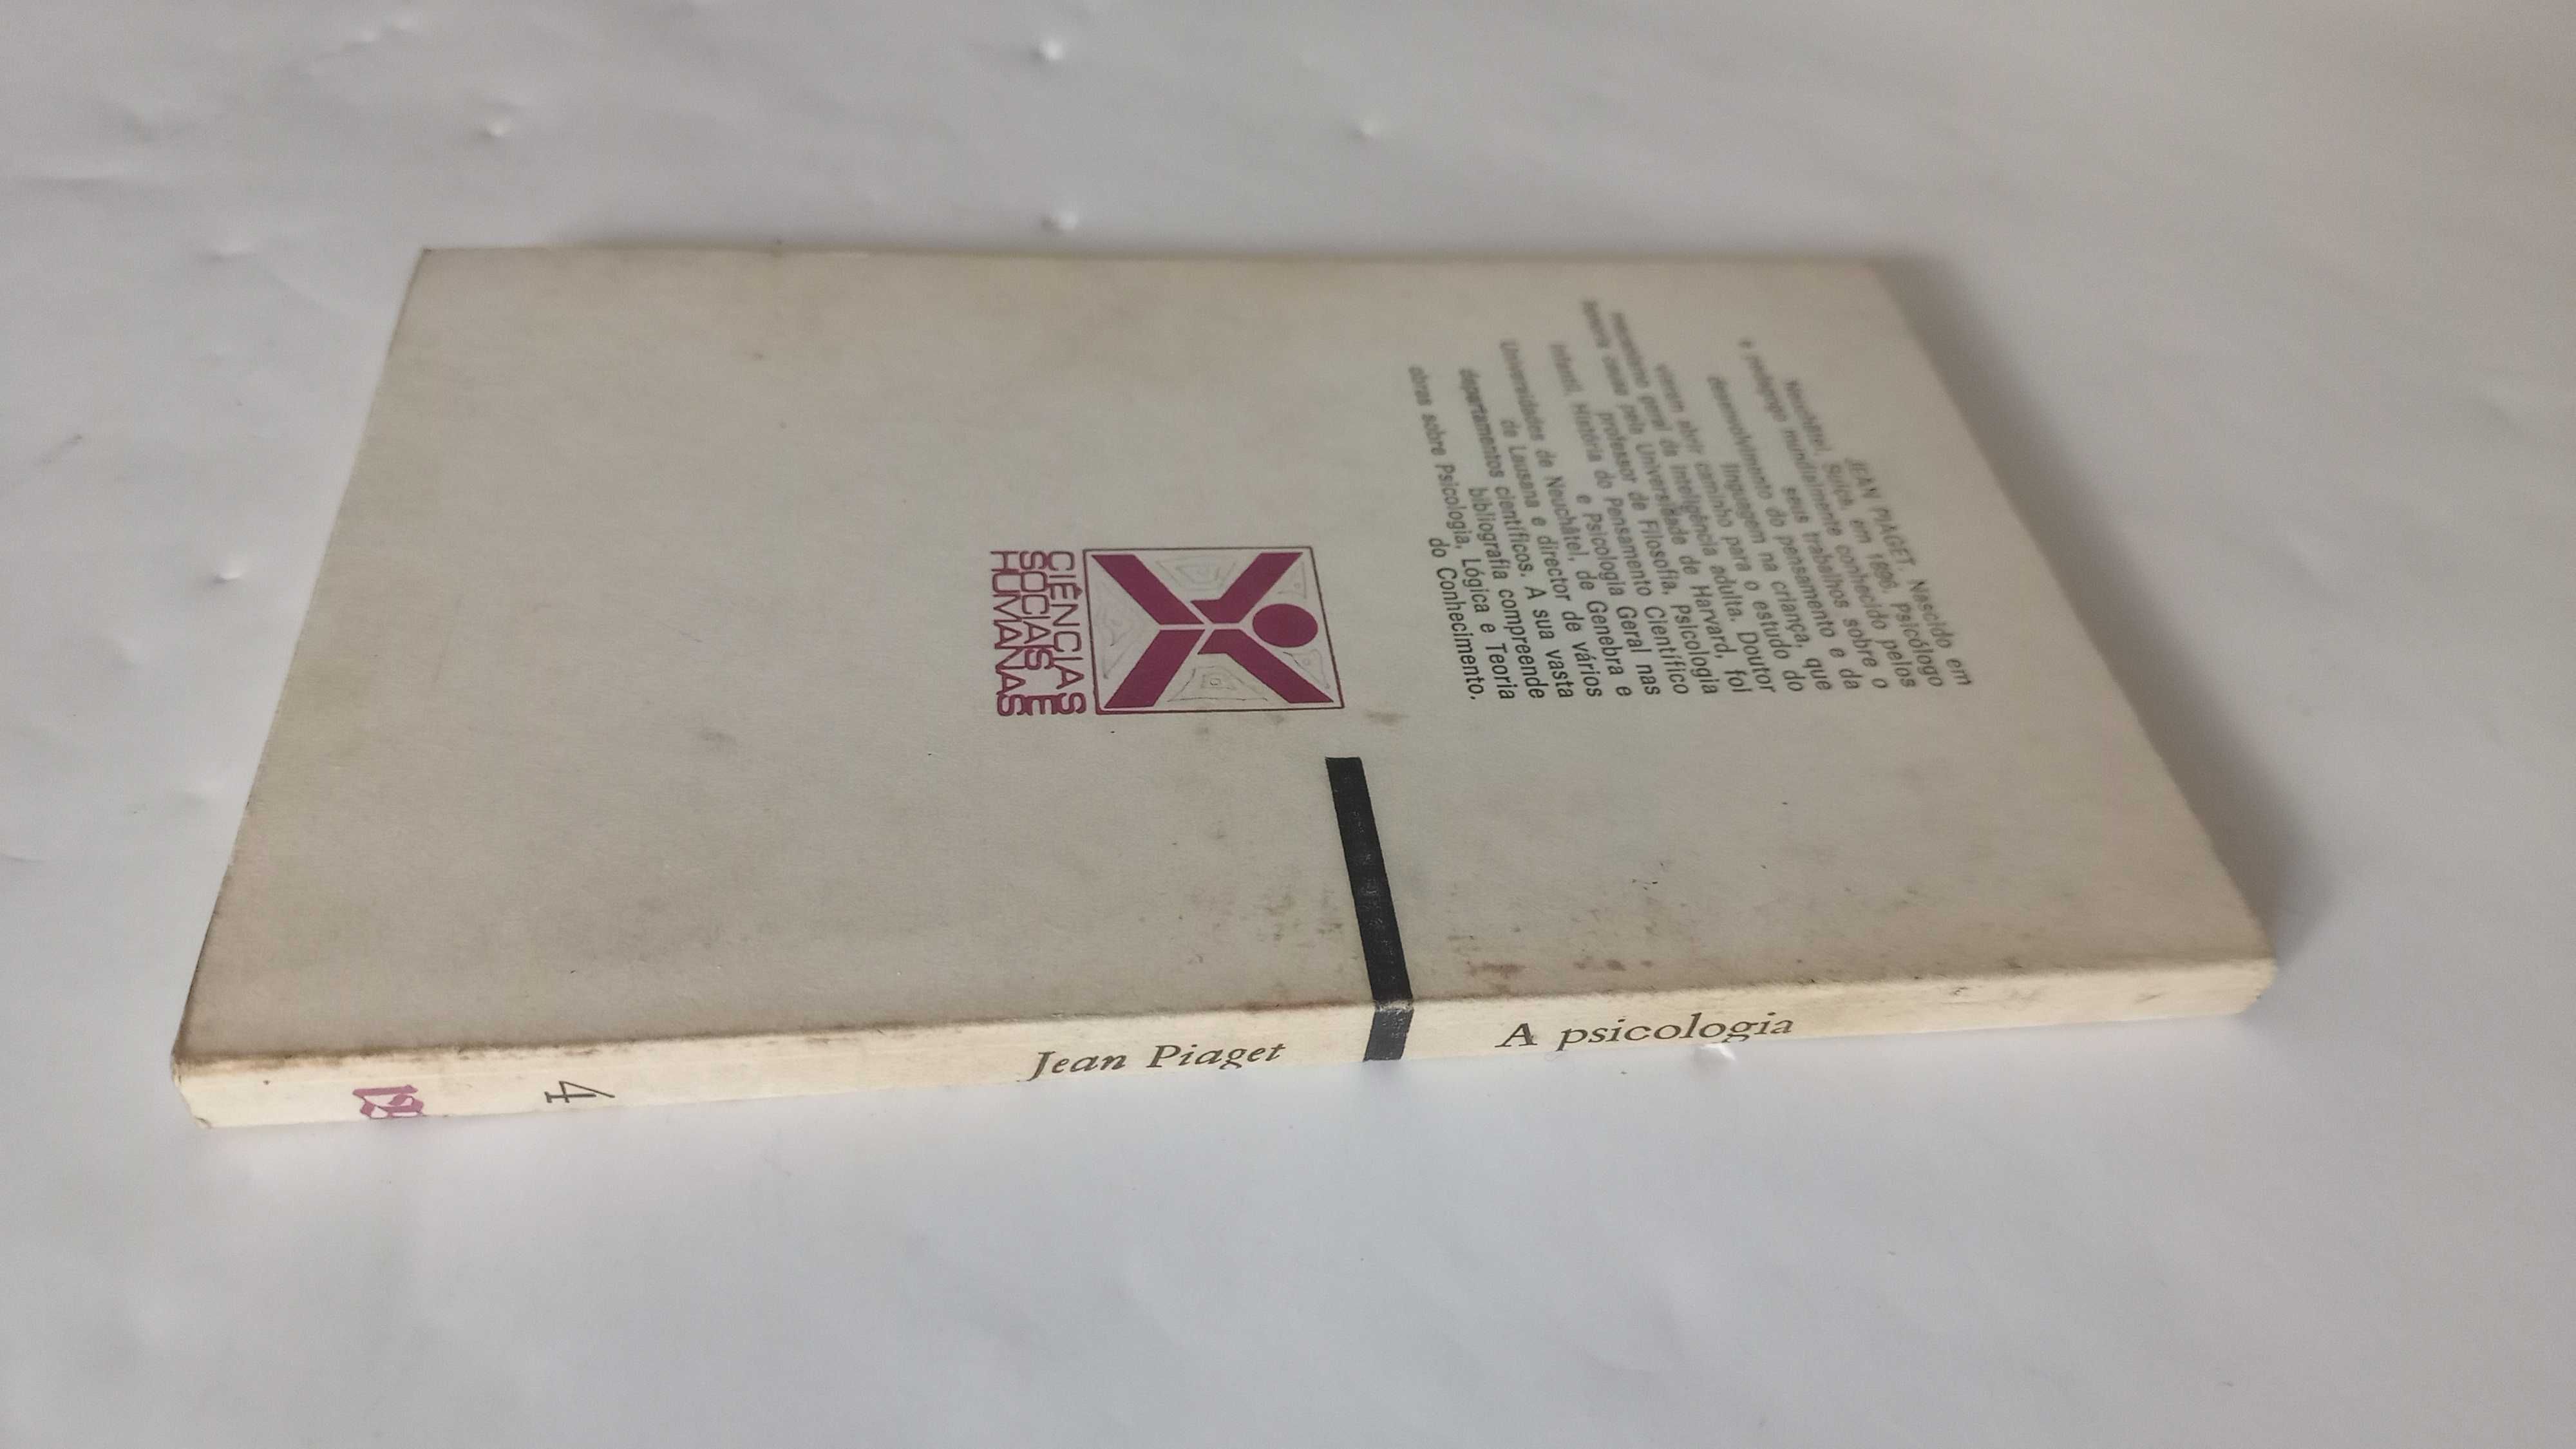 JEAN PIAGET. Nascido em
Neuchâtel, Suíça, em 1896. Psicólogo
e pedagogo mundialmente conhecido pelos
seus trabalhos sobre o
desenvolvimento do pensamento e da
linguagem na criança, que
vieram abrir caminho para o estudo do
mecanismo geral da inteligência adulta. Doutor
honoris causa pela Universidade de Harvard, foi
professor de Filosofia, Psicologia
Infantil, História do Pensamento Científico
e Psicologia Geral nas
Universidades de Neuchâtel, de Genebra e
de Lausana e director de vários
departamentos científicos. A sua vasta
bibliografia compreende
obras sobre Psicologia, Lógica e Teoria
do Conhecimento.
CIÊNCIAS
SOCIAIS E
HUMANAS
A psicologia
Jean Piaget
4